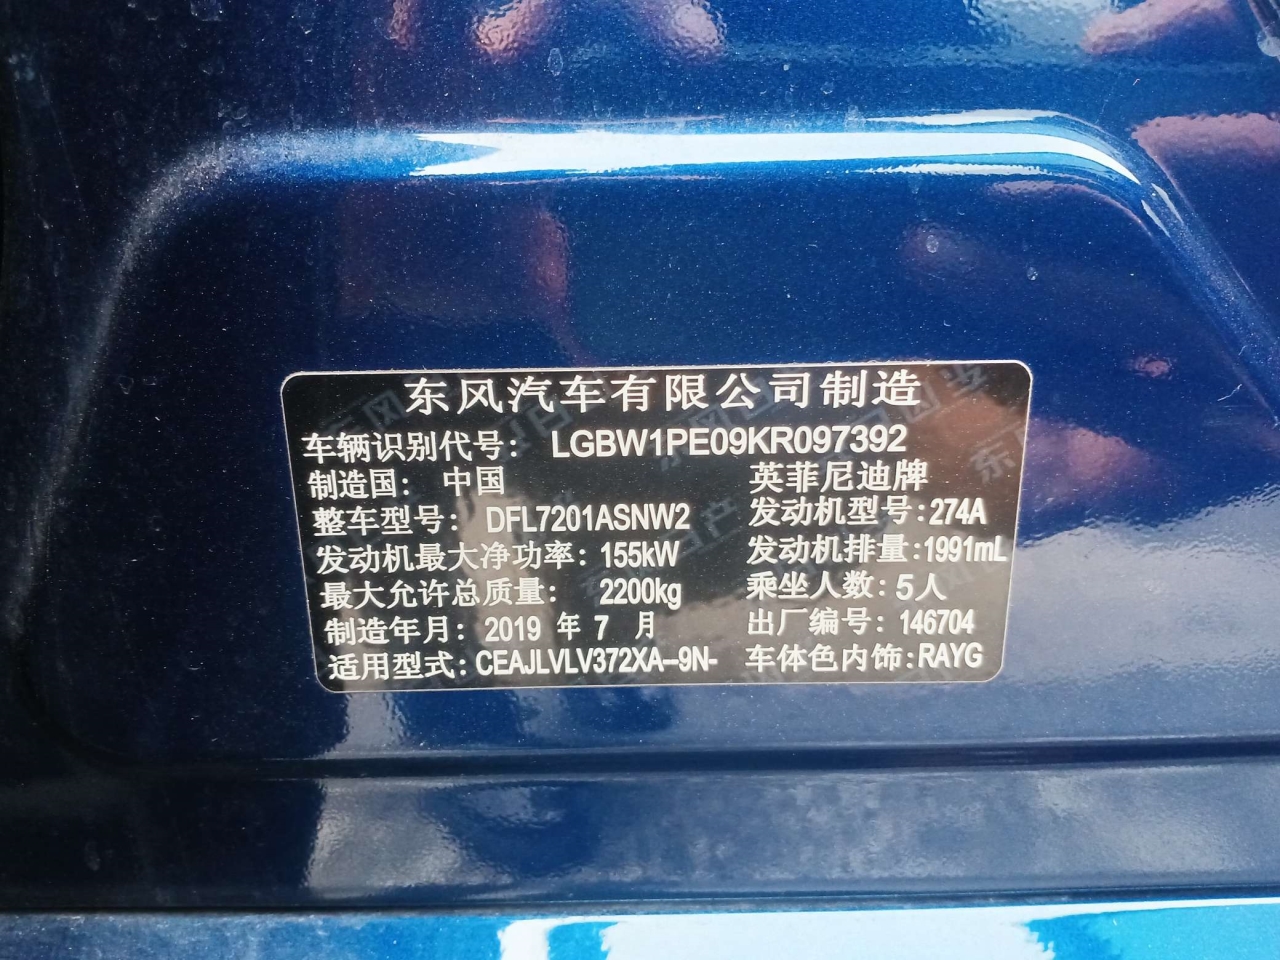 东风汽车有限公司制造
车辆识别代号： LGBW1PE09KR097392
制造国： 中国 英菲尼迪牌
整车型号： DFL7201ASNW2 发动机型号:274A
发动机最大净功率: 155kW 发动机排量:1991mL
最大允许总质量: 2200kg 乘坐人数: 5人
制造年月: 2019 年 7 月 出厂编号: 146704
适用型式: CEAJLVLV372XA-9N- 车体色内饰:RAYG